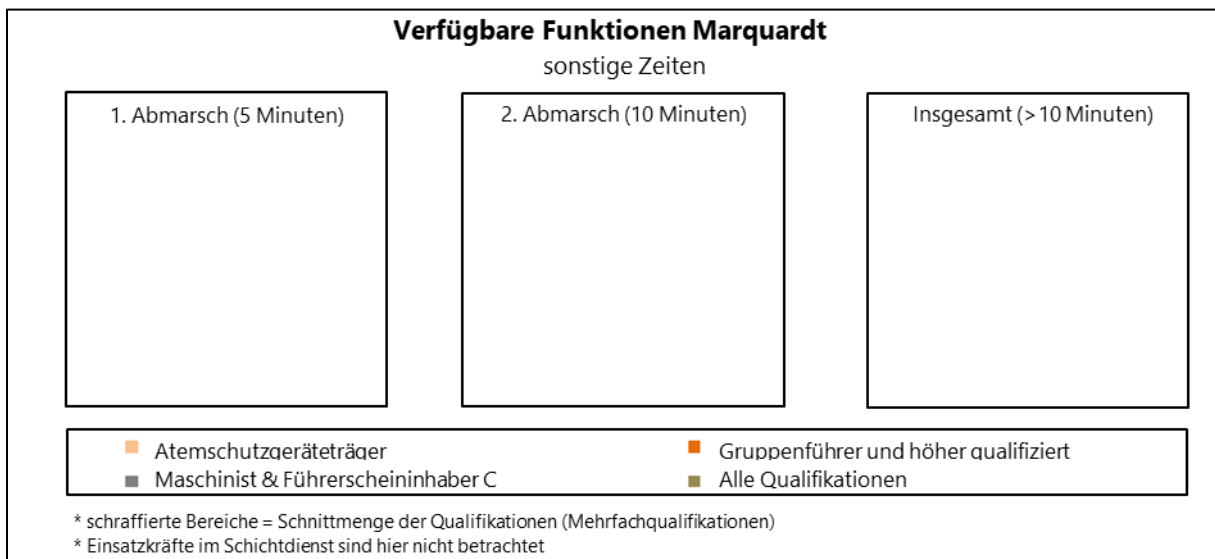 Verfügbare Funktionen Marquardt
sonstige Zeiten
1. Abmarsch (5 Minuten)
2. Abmarsch (10 Minuten)
Insgesamt (>10 Minuten)
Atemschutzgeräteträger
Gruppenführer und höher qualifiziert
Maschinist & Führerscheininhaber C
Alle Qualifikationen
* schraffierte Bereiche = Schnittmenge der Qualifikationen (Mehrfachqualifikationen)
* Einsatzkräfte im Schichtdienst sind hier nicht betrachtet